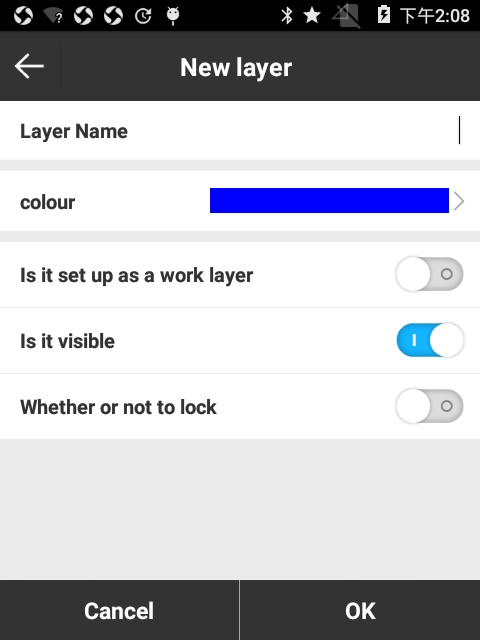 下午2:08
New layer
Layer Name
colour
Is it set up as a work layer
Is it visible
Whether or not to lock
Cancel
OK